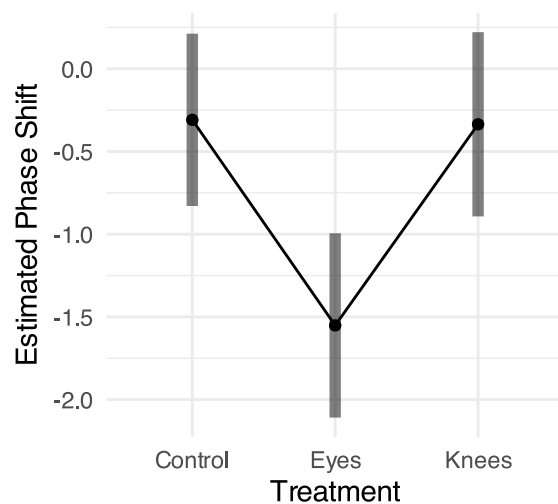 Estimated Phase Shift
0.0
-0.5
-1.0
-1.5
-2.0
Control Eyes Knees
Treatment